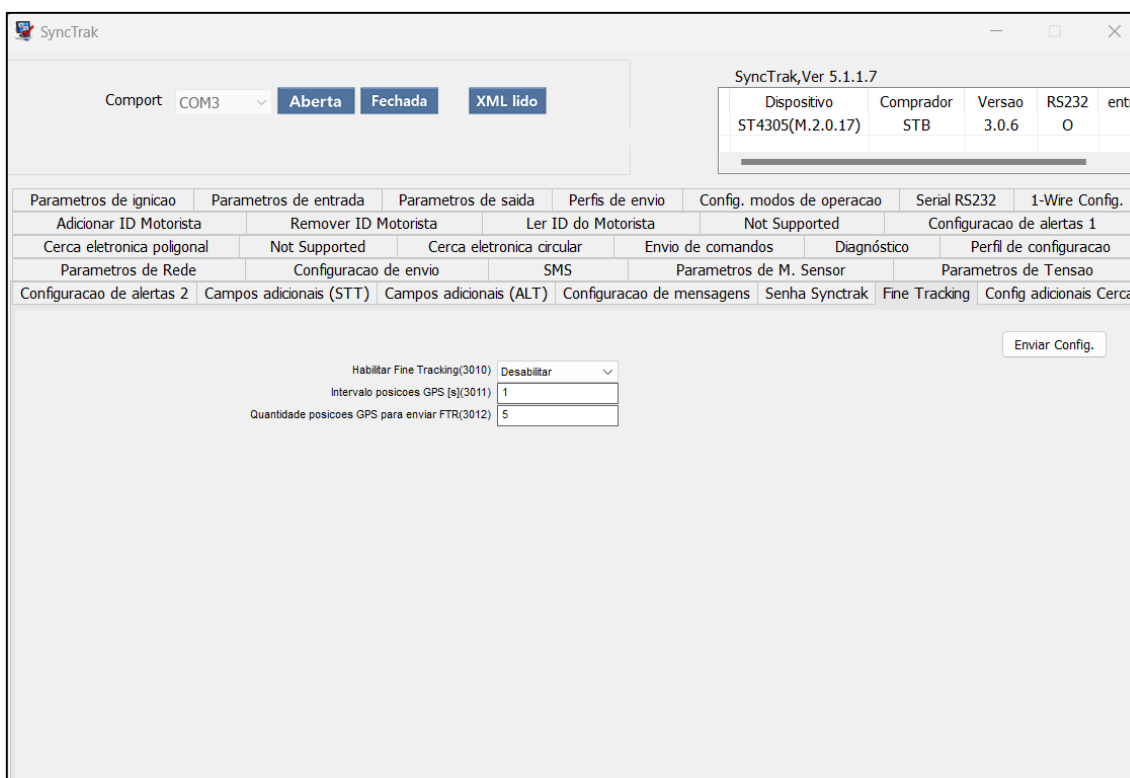 SyncTrak
SyncTrak,Ver 5.1.1.7
Comport COM3 Aberta Fechada XML lido
Dispositivo Comprador Versao RS232 entr
ST4305(M.2.0.17) STB 3.0.6 O
Parametros de ignicao Parametros de entrada Parametros de saida Perfis de envio Config. modos de operacao Serial RS232 1-Wire Config.
Adicionar ID Motorista Remover ID Motorista Ler ID do Motorista Not Supported Configuracao de alertas 1
Cerca eletronica poligonal Not Supported Cerca eletronica circular Envio de comandos Diagnóstico Perfil de configuracao
Parametros de Rede Configuracao de envio SMS Parametros de M. Sensor Parametros de Tensao
Configuracao de alertas 2 Campos adicionais (STT) Campos adicionais (ALT) Configuracao de mensagens Senha Synctrak Fine Tracking Config adicionais Cerca
Enviar Config.
Habilitar Fine Tracking(3010) Desabilitar
Intervalo posicoes GPS [s](3011) 1
Quantidade posicoes GPS para enviar FTR(3012) 5